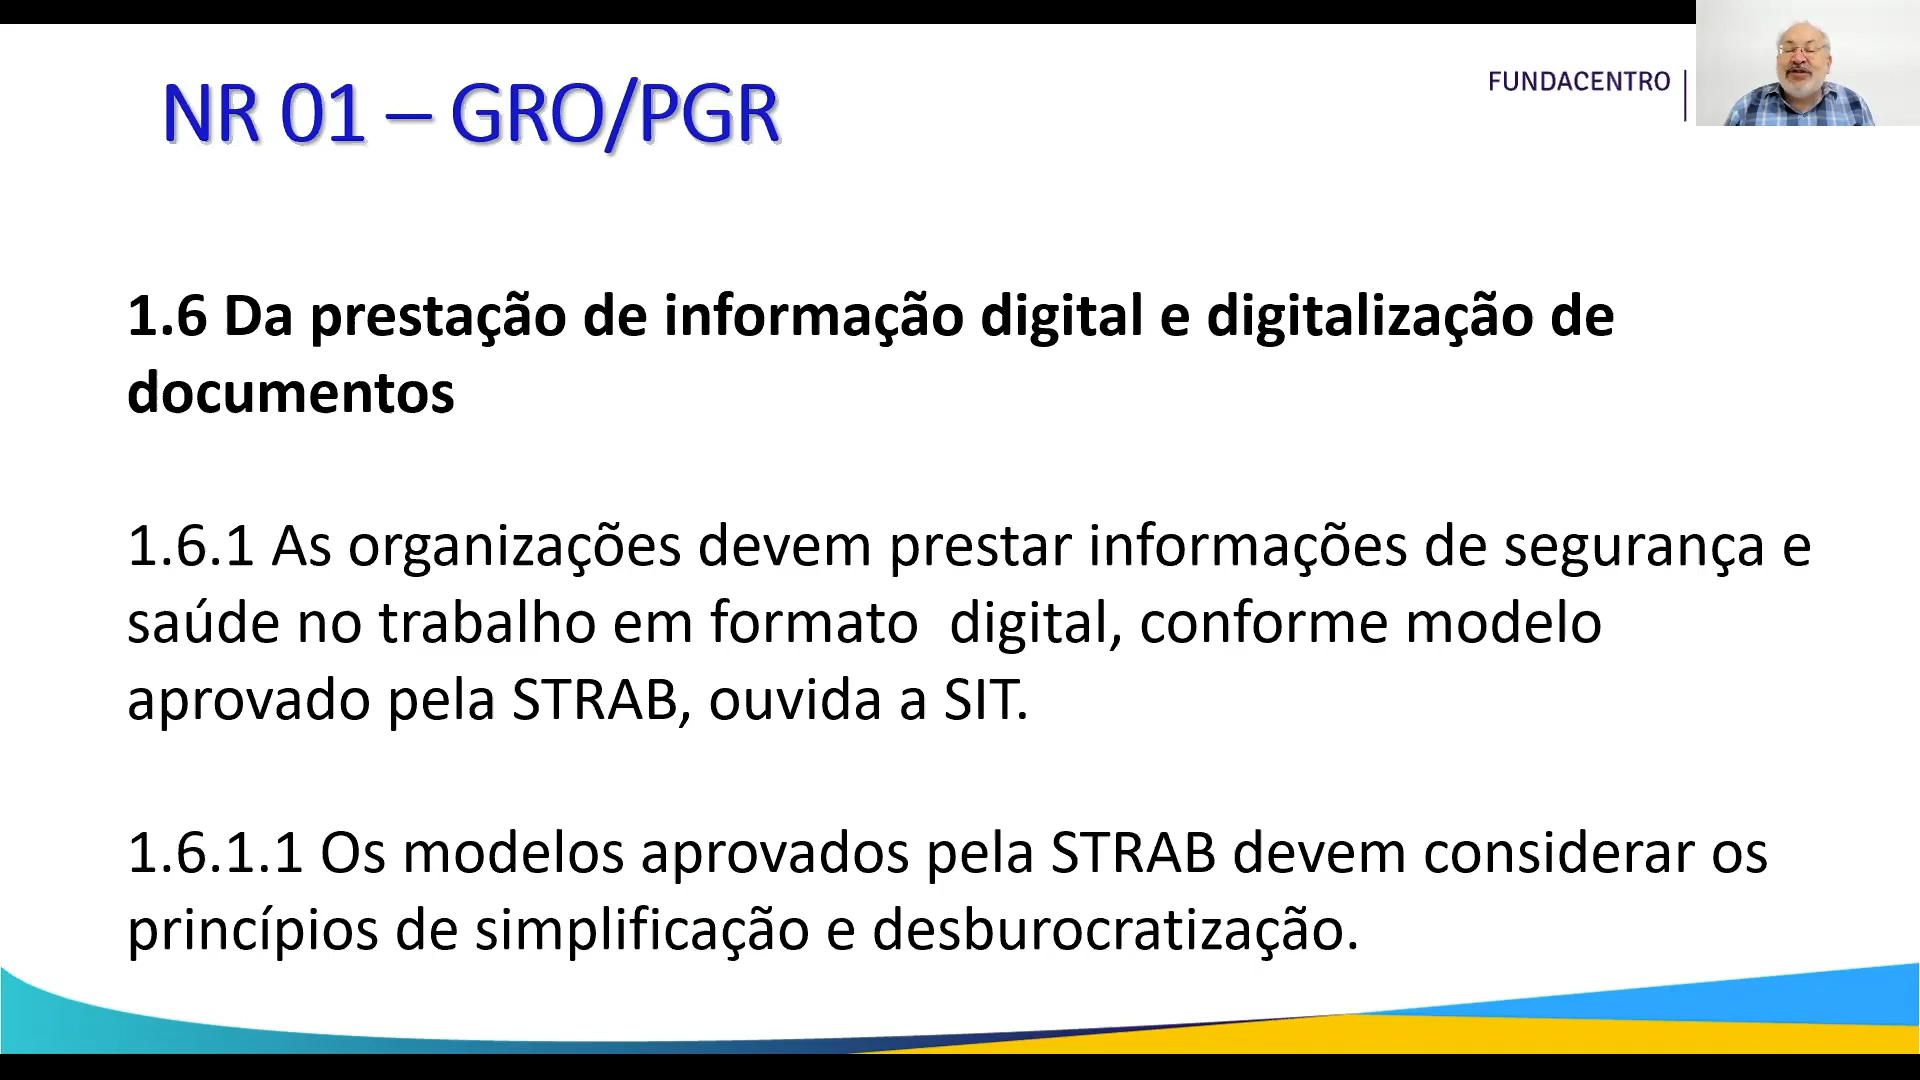 NR 01 – GRO/PGR
FUNDACENTRO
1.6 Da prestação de informação digital e digitalização de
documentos
1.6.1 As organizações devem prestar informações de segurança e
saúde no trabalho em formato  digital, conforme modelo
aprovado pela STRAB, ouvida a SIT.
1.6.1.1 Os modelos aprovados pela STRAB devem considerar os
princípios de simplificação e desburocratização.